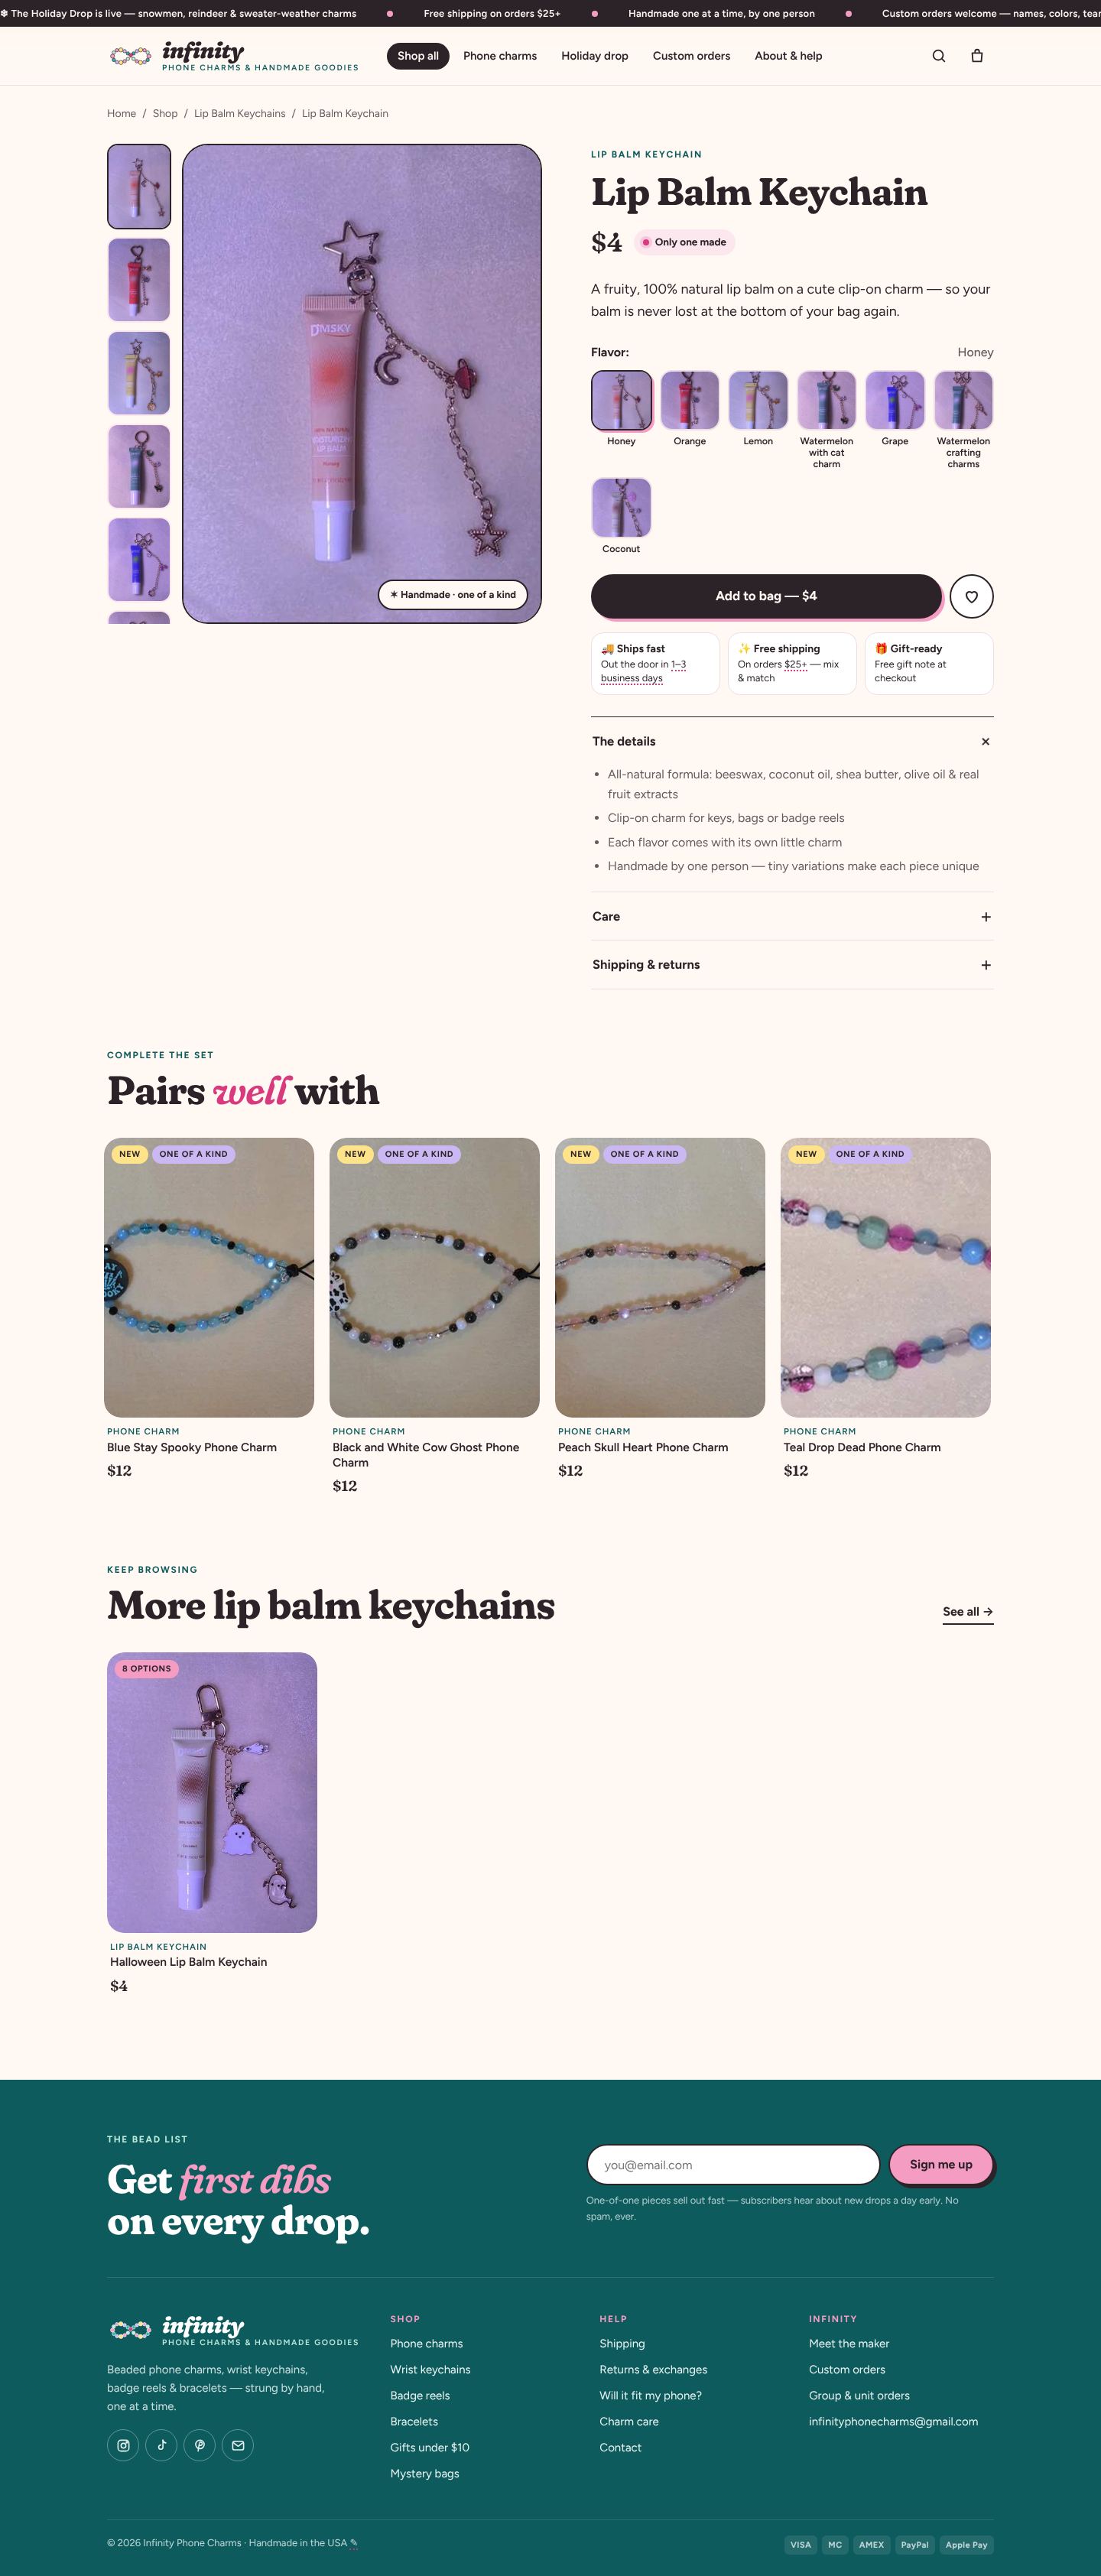 ❄ The Holiday Drop is live — snowmen, reindeer & sweater-weather charms
Free shipping on orders $25+
Handmade one at a time, by one person
Custom orders welcome — names, colors,
infinity
PHONE CHARMS & HANDMADE GOODIES
Shop all
Phone charms
Holiday drop
Custom orders
About & help
Home / Shop / Lip Balm Keychains / Lip Balm Keychain
DMSKY
100% NATURAL
MOISTURIZING
LIP BALM
Honey
✶ Handmade · one of a kind
LIP BALM KEYCHAIN
Lip Balm Keychain
$4
Only one made
A fruity, 100% natural lip balm on a cute clip-on charm — so your
balm is never lost at the bottom of your bag again.
Flavor:
Honey
Honey
Orange
Lemon
Watermelon
with cat
charm
Grape
Watermelon
crafting
charms
Coconut
Add to bag — $4
🚚 Ships fast
Out the door in 1–3
business days
✨ Free shipping
On orders $25+ — mix
& match
🎁 Gift-ready
Free gift note at
checkout
The details
All-natural formula: beeswax, coconut oil, shea butter, olive oil & real
fruit extracts
Clip-on charm for keys, bags or badge reels
Each flavor comes with its own little charm
Handmade by one person — tiny variations make each piece unique
Care
Shipping & returns
COMPLETE THE SET
Pairs well with
NEW
ONE OF A KIND
NEW
ONE OF A KIND
NEW
ONE OF A KIND
NEW
ONE OF A KIND
PHONE CHARM
Blue Stay Spooky Phone Charm
$12
PHONE CHARM
Black and White Cow Ghost Phone
Charm
$12
PHONE CHARM
Peach Skull Heart Phone Charm
$12
PHONE CHARM
Teal Drop Dead Phone Charm
$12
KEEP BROWSING
More lip balm keychains
See all →
8 OPTIONS
LIP BALM KEYCHAIN
Halloween Lip Balm Keychain
$4
THE BEAD LIST
Get first dibs
on every drop.
you@email.com
Sign me up
One-of-one pieces sell out fast — subscribers hear about new drops a day early. No
spam, ever.
infinity
PHONE CHARMS & HANDMADE GOODIES
Beaded phone charms, wrist keychains,
badge reels & bracelets — strung by hand,
one at a time.
SHOP
Phone charms
Wrist keychains
Badge reels
Bracelets
Gifts under $10
Mystery bags
HELP
Shipping
Returns & exchanges
Will it fit my phone?
Charm care
Contact
INFINITY
Meet the maker
Custom orders
Group & unit orders
infinityphonecharms@gmail.com
© 2026 Infinity Phone Charms · Handmade in the USA ✎
VISA
MC
AMEX
PayPal
Apple Pay